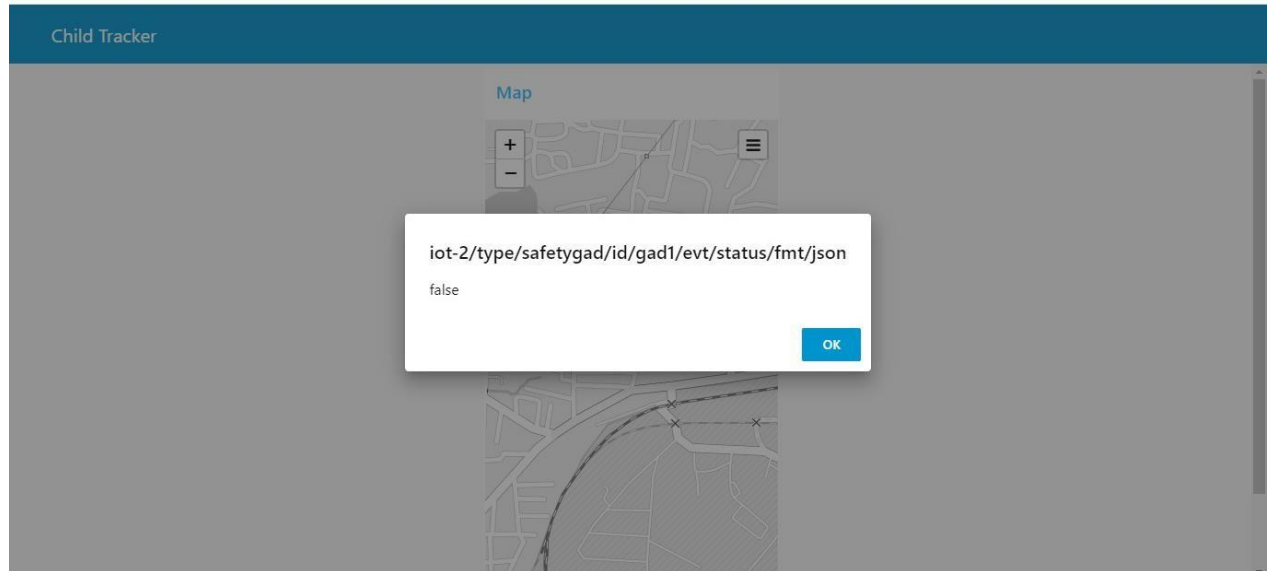 Child Tracker
Map
+
−
iot-2/type/safetygad/id/gad1/evt/status/fmt/json
false
OK